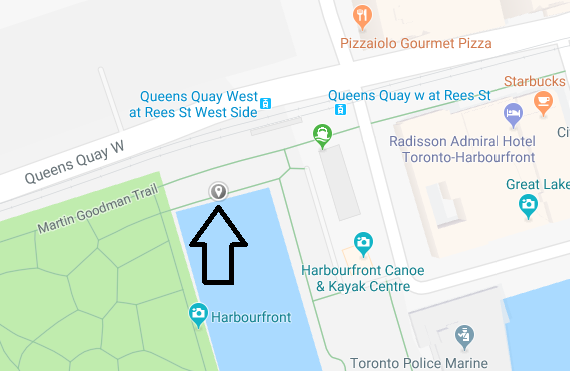 Pizzaiolo Gourmet Pizza
Starbucks
Queens Quay West
at Rees St West Side
Queens Quay w at Rees St
Radisson Admiral Hotel
Toronto-Harbourfront
Ci
Queens Quay W
Great Lake
Martin Goodman Trail
Harbourfront Canoe
& Kayak Centre
Harbourfront
Toronto Police Marine